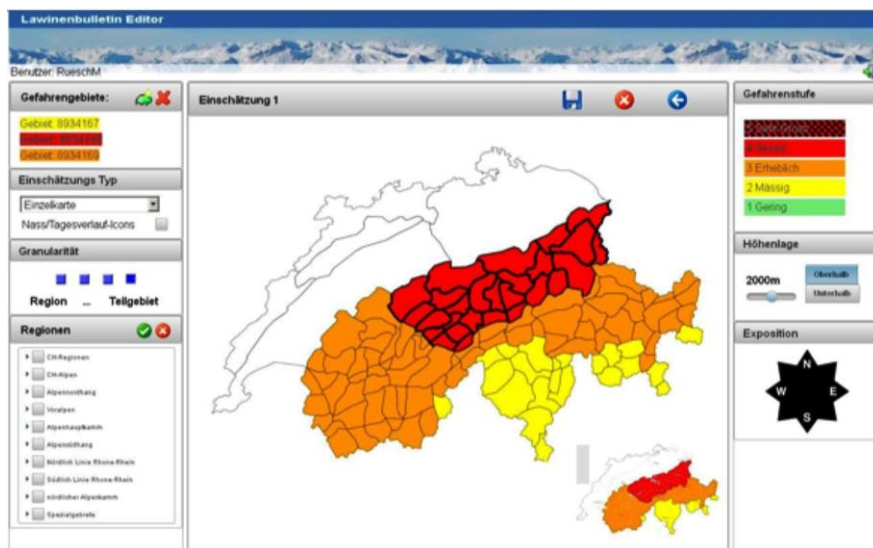 Lawinenbulletin Editor
Benutzer: RueschM
Gefahrengebiete:
Gebiet: 8934167
Gebiet:
Gebiet: 8934169
Einschätzungs Typ
Einzelkarte
Nass/Tagesverlauf-Icons
Granularität
Region ... Teilgebiet
Regionen
CH-Regionen
CH-Alpen
Alpennordhang
Voralpen
Alpenhauptkamm
Alpensüdhang
Nördlich Linie Rhone-Rhein
Südlich Linie Rhone-Rhein
nördlicher Alpenkamm
Spezialgebiete
Einschätzung 1
Gefahrenstufe
3 Erheblich
2 Mässig
1 Gering
Höhenlage
2000m
Oberhalb
Unterhalb
Exposition
N
W E
S